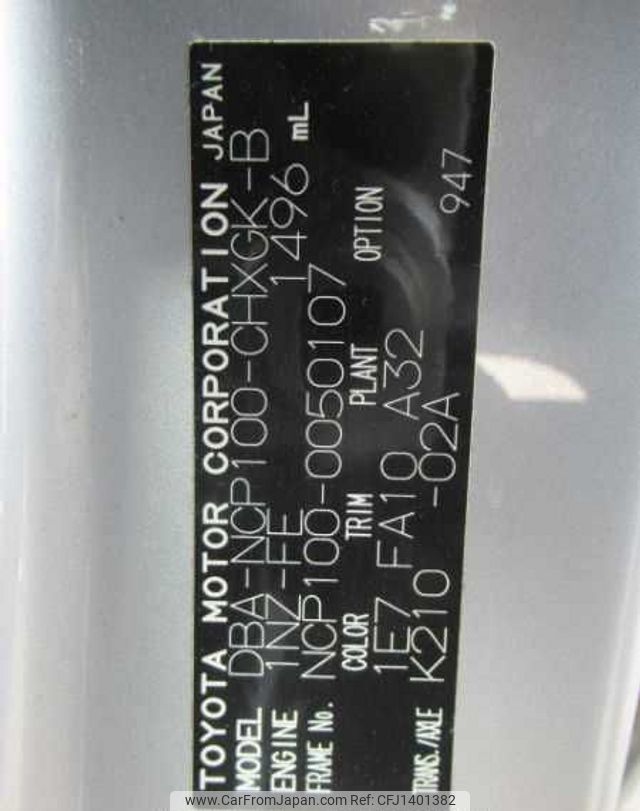 TOYOTA MOTOR CORPORATION JAPAN
MODEL DBA-NCP100-CHXGK-B
ENGINE 1NZ-FE 1496 mL
FRAME No. NCP100-0050107
COLOR TRIM PLANT OPTION
1E7 FA10 A32 947
TRANS./AXLE K210 -02A
www.CarFromJapan.com | CFJ1401382